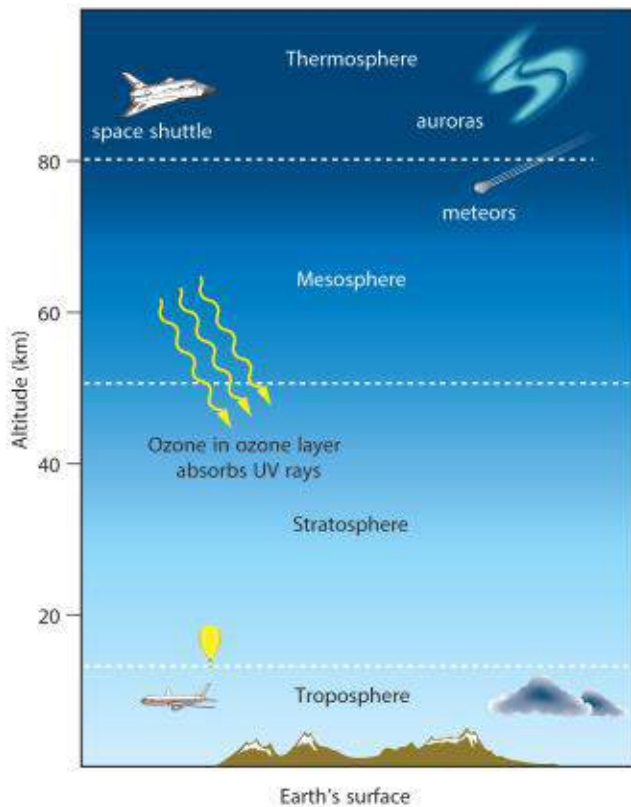 Thermosphere
space shuttle
auroras
80
meteors
Mesosphere
60
Altitude (km)
Ozone in ozone layer
absorbs UV rays
40
Stratosphere
20
Troposphere
Earth's surface